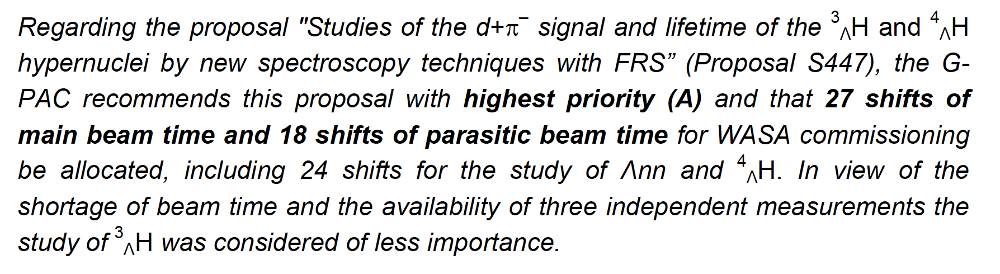 Regarding the proposal "Studies of the d+π⁻ signal and lifetime of the ³ΛH and ⁴ΛH
hypernuclei by new spectroscopy techniques with FRS” (Proposal S447), the G-
PAC recommends this proposal with highest priority (A) and that 27 shifts of
main beam time and 18 shifts of parasitic beam time for WASA commissioning
be allocated, including 24 shifts for the study of Λnn and ⁴ΛH. In view of the
shortage of beam time and the availability of three independent measurements the
study of ³ΛH was considered of less importance.